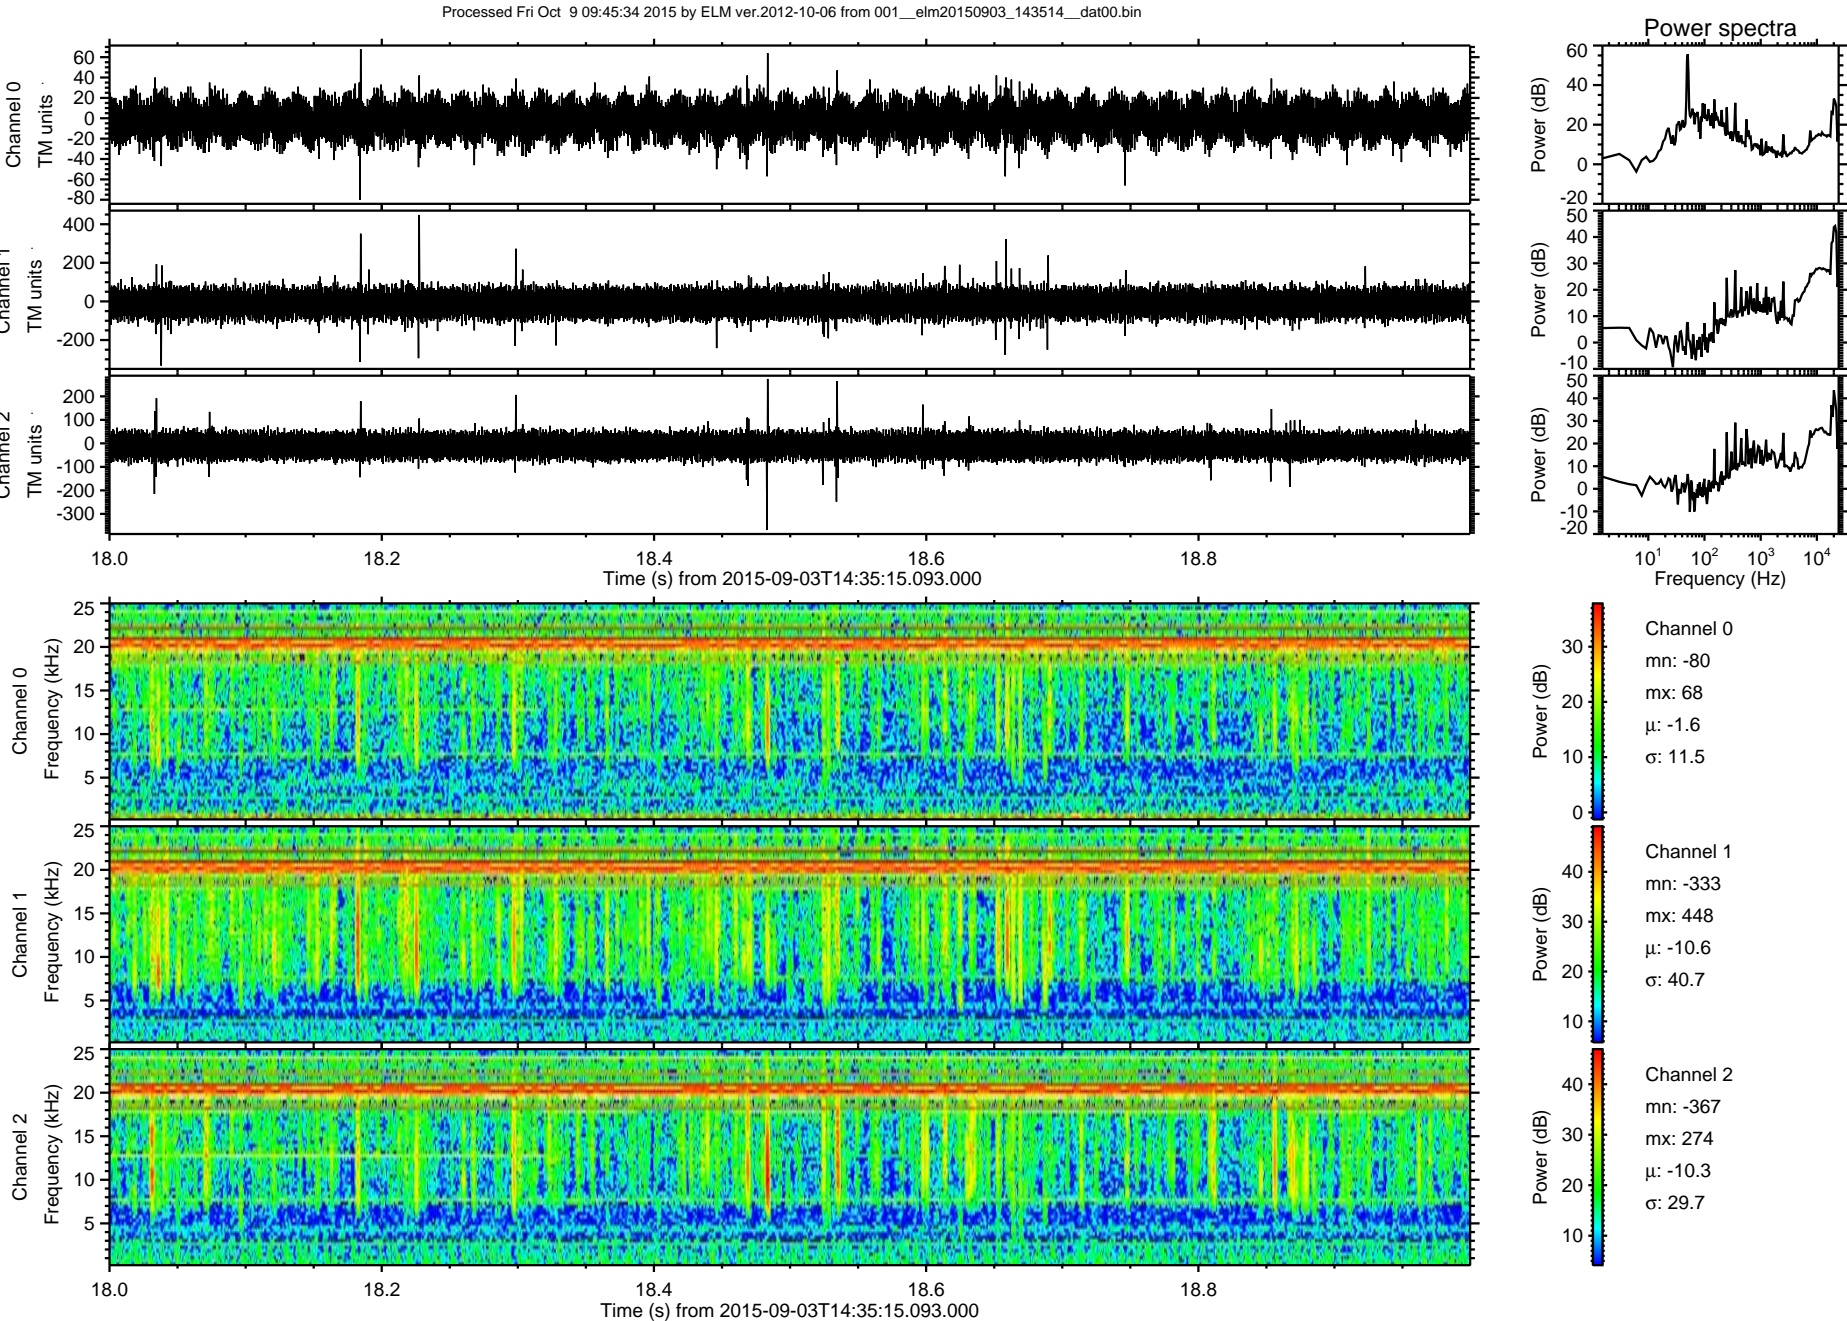 Processed Fri Oct  9 09:45:34 2015 by ELM ver.2012-10-06 from 001__elm20150903_143514__dat00.bin
Power spectra
Channel 0
TM units
60
40
20
0
-20
-40
-60
-80
Power (dB)
60
40
20
0
-20
Channel 1
TM units
400
200
0
-200
Power (dB)
50
40
30
20
10
0
-10
Channel 2
TM units
200
100
0
-100
-200
-300
Power (dB)
50
40
30
20
10
0
-10
-20
18.0 18.2 18.4 18.6 18.8
Time (s) from 2015-09-03T14:35:15.093.000
10^1 10^2 10^3 10^4
Frequency (Hz)
Channel 0
Frequency (kHz)
25
20
15
10
5
Power (dB)
30
20
10
0
Channel 0
mn: -80
mx: 68
μ: -1.6
σ: 11.5
Channel 1
Frequency (kHz)
25
20
15
10
5
Power (dB)
40
30
20
10
Channel 1
mn: -333
mx: 448
μ: -10.6
σ: 40.7
Channel 2
Frequency (kHz)
25
20
15
10
5
Power (dB)
40
30
20
10
Channel 2
mn: -367
mx: 274
μ: -10.3
σ: 29.7
18.0 18.2 18.4 18.6 18.8
Time (s) from 2015-09-03T14:35:15.093.000